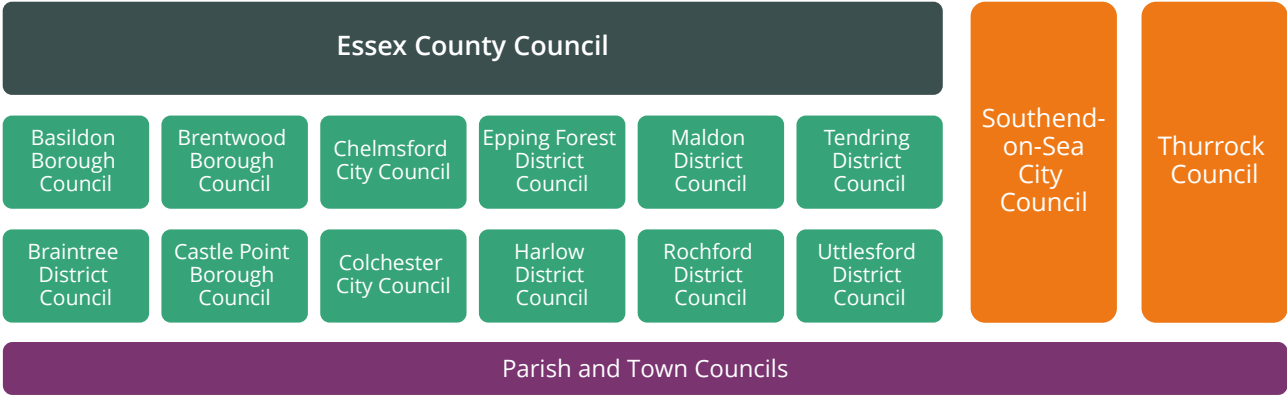 Essex County Council
Basildon
Borough
Council
Brentwood
Borough
Council
Chelmsford
City Council
Epping Forest
District
Council
Maldon
District
Council
Tendring
District
Council
Braintree
District
Council
Castle Point
Borough
Council
Colchester
City Council
Harlow
District
Council
Rochford
District
Council
Uttlesford
District
Council
Southend-
on-Sea
City
Council
Thurrock
Council
Parish and Town Councils